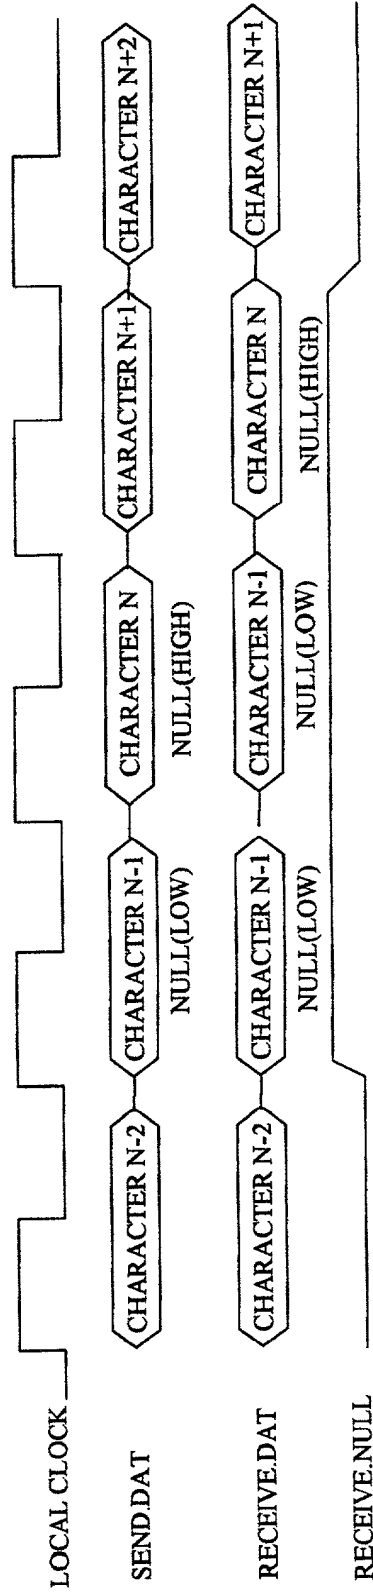 LOCAL CLOCK
SEND.DAT
CHARACTER N-2
CHARACTER N-1
CHARACTER N
CHARACTER N+1
CHARACTER N+2
NULL(LOW)
NULL(HIGH)
RECEIVE.DAT
CHARACTER N-2
CHARACTER N-1
CHARACTER N-1
CHARACTER N
CHARACTER N+1
NULL(LOW)
NULL(LOW)
NULL(HIGH)
RECEIVE.NULL